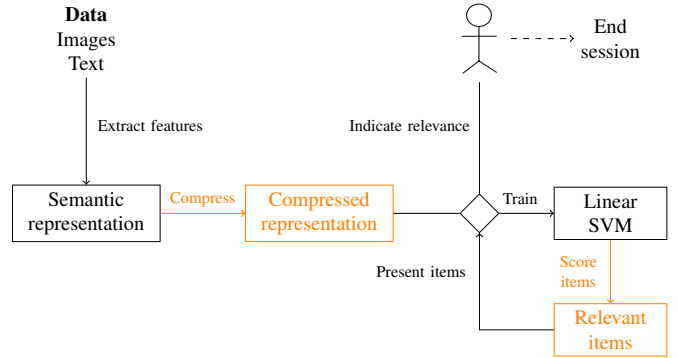 Data
Images
Text
End
session
Extract features
Indicate relevance
Semantic
representation
Compress
Compressed
representation
Train
Linear
SVM
Present items
Score
items
Relevant
items